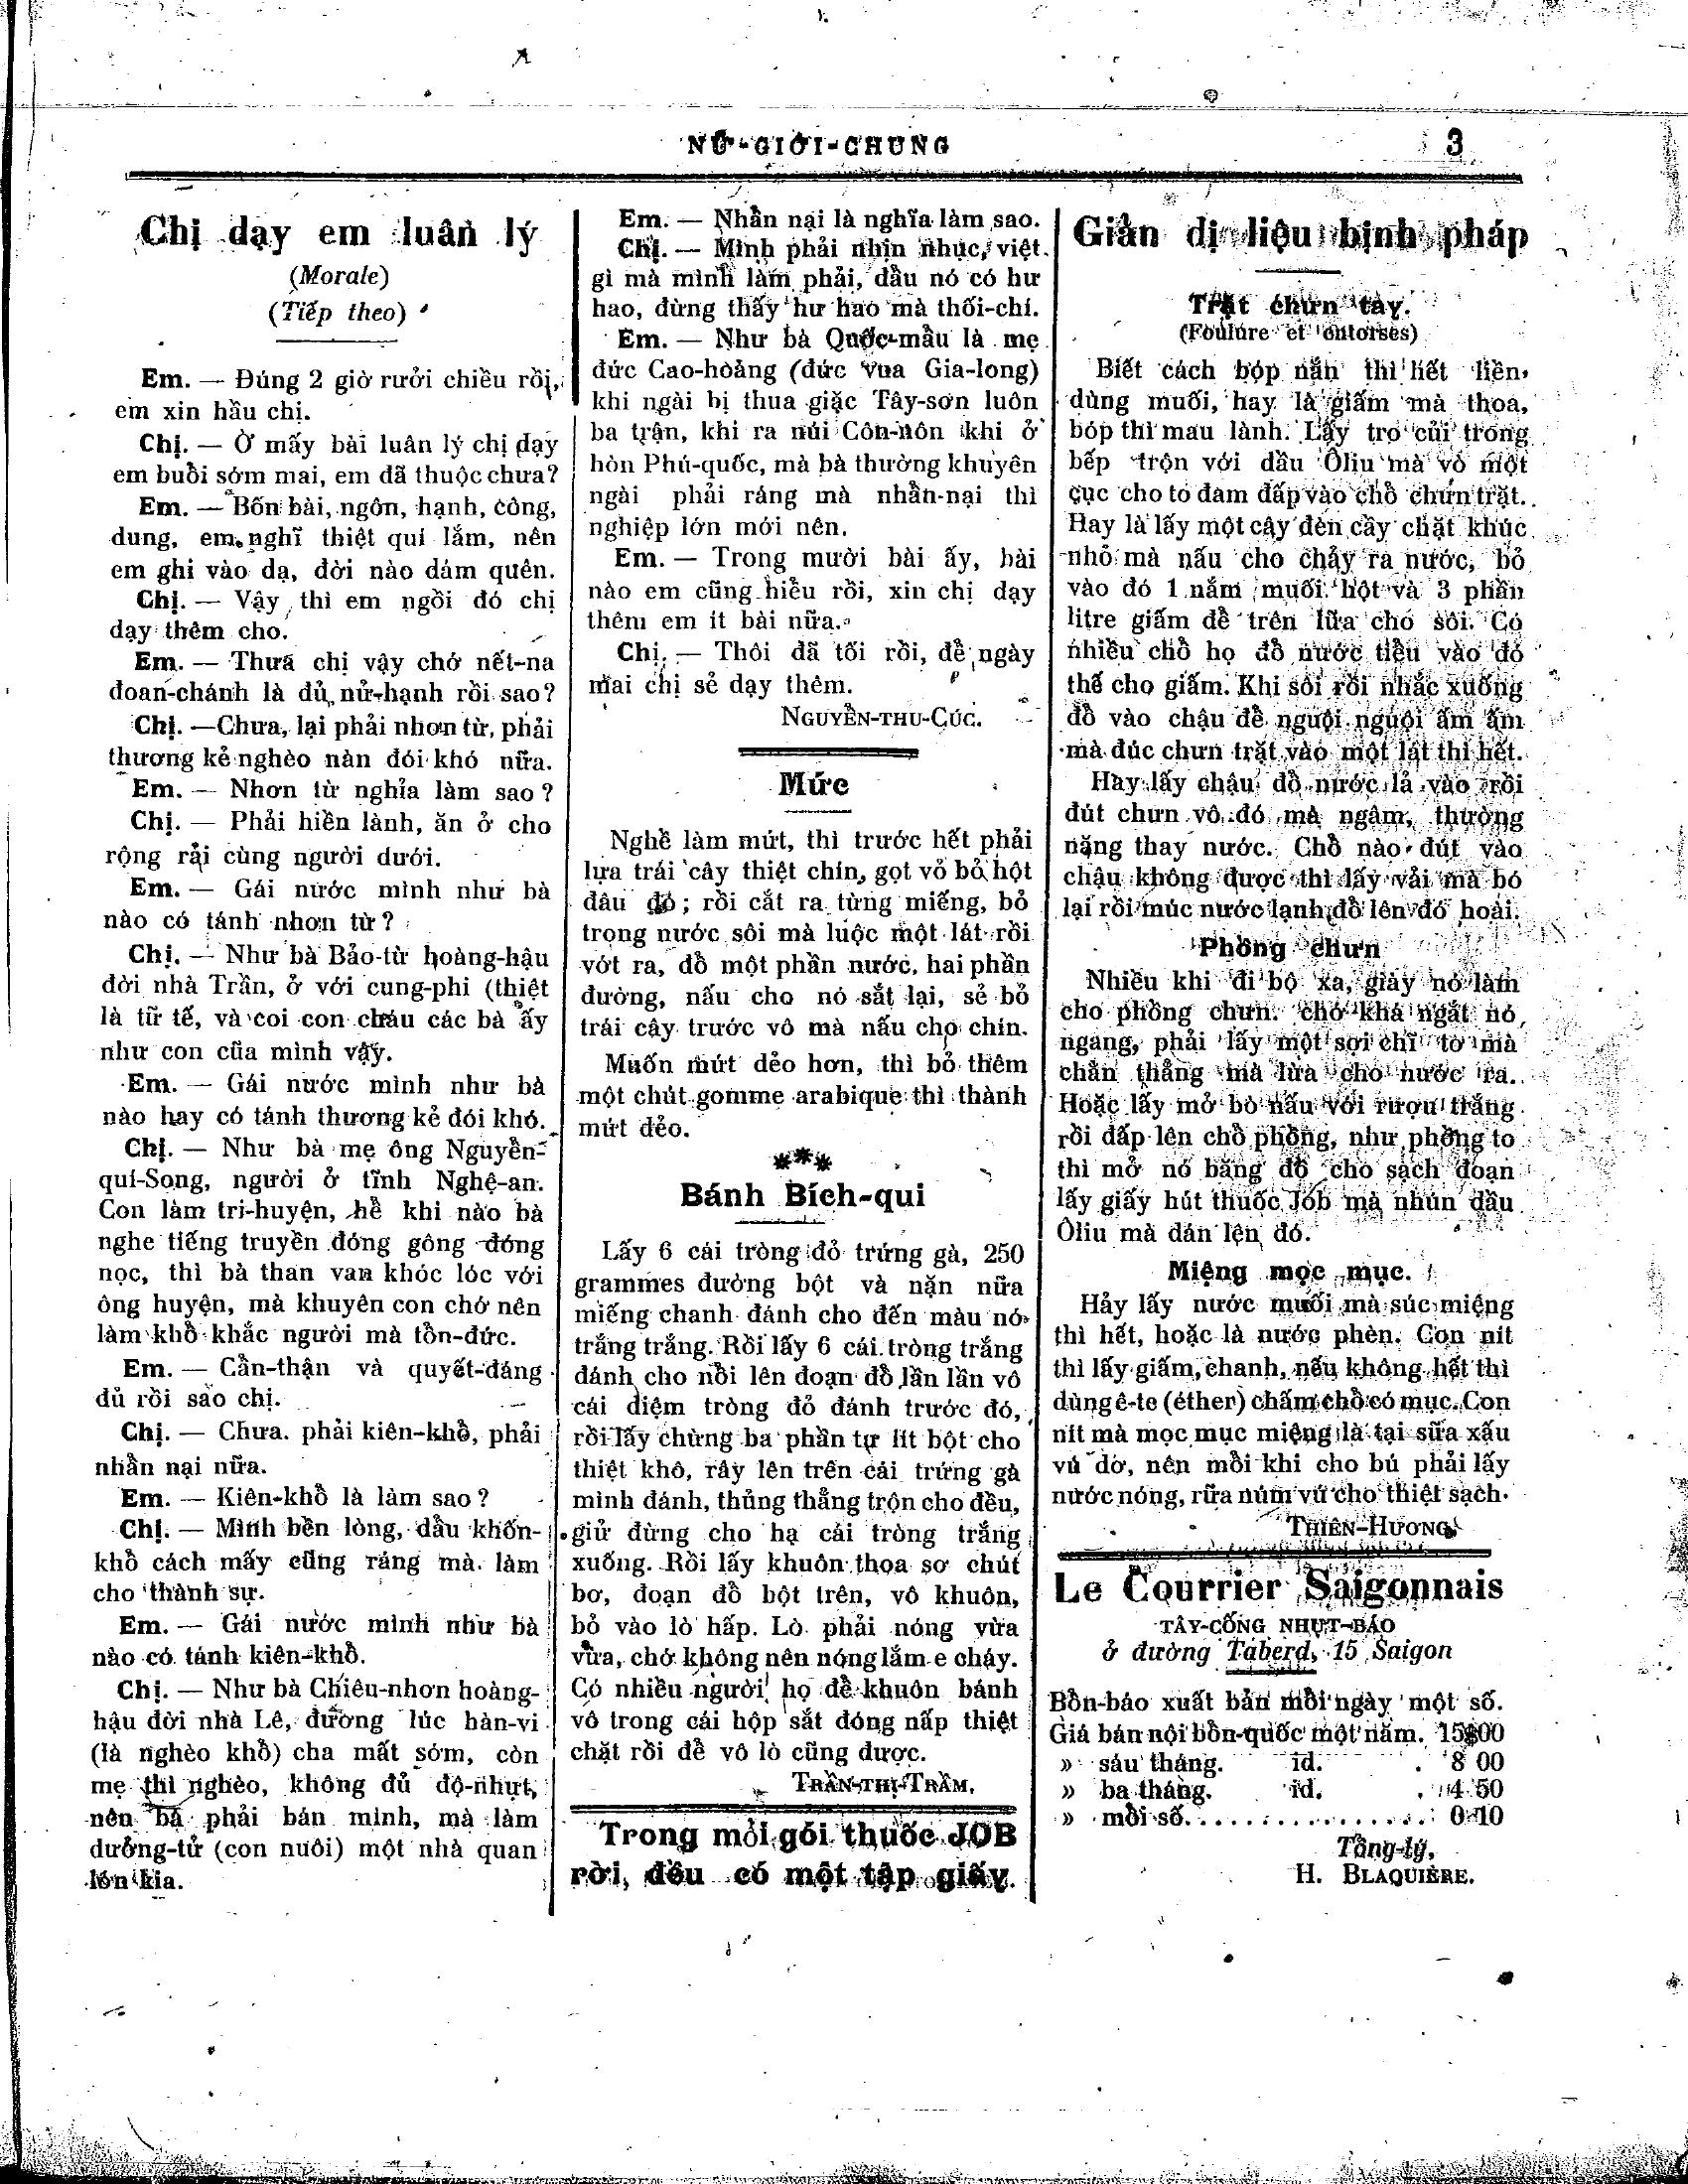 NỮ-GIỚI-CHUNG
3
Chị dạy em luân lý
(Morale)
(Tiếp theo)
Em. — Đúng 2 giờ rưởi chiều rồi,
em xin hầu chị.
Chị. — Ờ mấy bài luân lý chị dạy
em buổi sớm mai, em đã thuộc chưa?
Em. — Bốn bài, ngôn, hạnh, công,
dung, em nghĩ thiệt quí lắm, nên
em ghi vào dạ, đời nào dám quên.
Chị. — Vậy thì em ngồi đó chị
dạy thêm cho.
Em. — Thưa chị vậy chớ nết-na
đoan-chánh là đủ nử-hạnh rồi sao?
Chị. —Chưa, lại phải nhơn từ, phải
thương kẻ nghèo nàn đói khó nữa.
Em. — Nhơn từ nghỉa làm sao?
Chị. — Phải hiền lành, ăn ở cho
rộng rải cùng người dưới.
Em. — Gái nước mình như bà
nào có tánh nhơn từ?
Chị. — Như bà Bảo-từ hoàng-hậu
đời nhà Trần, ở với cung-phi (thiệt
là tữ tế, và coi con cháu các bà ấy
như con của mình vậy.
Em. — Gái nước mình như bà
nào hay có tánh thương kẻ đói khó.
Chị. — Như bà mẹ ông Nguyễn-
quí-Song, người ở tĩnh Nghệ-an.
Con làm tri-huyện, hề khi nào bà
nghe tiếng truyền đóng gông đóng
nọc, thì bà than van khóc lóc với
ông huyện, mà khuyên con chớ nên
làm khổ khắc người mà tổn-đức.
Em. — Cẩn-thận và quyết-đáng
đủ rồi sao chị.
Chị. — Chưa. phải kiên-khổ, phải
nhẫn nại nữa.
Em. — Kiên-khổ là làm sao?
Chị. — Mình bền lòng, dầu khốn-
khổ cách mấy cũng ráng mà làm
cho thành sự.
Em. — Gái nước mình như bà
nào có tánh kiên-khổ.
Chị. — Như bà Chiêu-nhơn hoàng-
hậu đời nhà Lê, đương lúc hàn-vi
(là nghèo khổ) cha mất sớm, còn
mẹ thì nghèo, không đủ độ-nhựt,
nên bà phải bán mình, mà làm
dưởng-tử (con nuôi) một nhà quan
lớn kia.
Em. — Nhẫn nại là nghĩa làm sao.
Chị. — Mình phải nhịn nhục, việt
gì mà mình làm phải, dầu nó có hư
hao, đừng thấy hư hao mà thối-chí.
Em. — Như bà Quốc-mẫu là mẹ
đức Cao-hoàng (đức vua Gia-long)
khi ngài bị thua giặc Tây-sơn luôn
ba trận, khi ra núi Côn-nôn khi ở
hòn Phú-quốc, mà bà thường khuyên
ngài phải ráng mà nhẫn-nại thì
nghiệp lớn mới nên.
Em. — Trong mười bài ấy, bài
nào em cũng hiểu rồi, xin chị dạy
thêm em ít bài nữa.
Chị. — Thôi đã tối rồi, để ngày
mai chị sẻ dạy thêm.
NGUYỄN-THU-CÚC.
Mức
Nghề làm mứt, thì trước hết phải
lựa trái cây thiệt chín, gọt vỏ bỏ hột
đâu đó; rồi cắt ra từng miếng, bỏ
trong nước sôi mà luộc một lát rồi
vớt ra, đổ một phần nước, hai phần
đường, nấu cho nó sắt lại, sẻ bỏ
trái cây trước vô mà nấu cho chín.
Muốn mứt dẻo hơn, thì bỏ thêm
một chút gomme arabique thì thành
mứt dẻo.
***
Bánh Bích-qui
Lấy 6 cái tròng đỏ trứng gà, 250
grammes đường bột và nặn nữa
miếng chanh đánh cho đến màu nó
trắng trắng. Rồi lấy 6 cái tròng trắng
đánh cho nổi lên đoạn đổ lần lần vô
cái diệm tròng đỏ đánh trước đó,
rồi lấy chừng ba phần tự lít bột cho
thiệt khô, rây lên trên cái trứng gà
mình đánh, thủng thẳng trộn cho đều,
giử đừng cho hạ cái tròng trắng
xuống. Rồi lấy khuôn thoa sơ chút
bơ, đoạn đổ bột trên, vô khuôn,
bỏ vào lò hấp. Lò phải nóng vừa
vừa, chớ không nên nóng lắm e cháy.
Có nhiều người họ để khuôn bánh
vô trong cái hộp sắt đóng nấp thiệt
chặt rồi để vô lò cũng được.
TRẦN-THỊ-TRẦM.
Trong mỗi gói thuốc JOB
rời, đều có một tập giấy.
Giản dị liệu bịnh pháp
Trặt chưn tay.
(Foulure et entorses)
Biết cách bóp nắn thì hết liền,
dùng muối, hay là giấm mà thoa,
bóp thì mau lành. Lấy tro củi trong
bếp trộn với dầu Ôliu mà vò một
cục cho to đam đấp vào chỗ chưn trặt.
Hay là lấy một cây đèn cầy chặt khúc
nhỏ mà nấu cho chảy ra nước, bỏ
vào đó 1 nắm muối hột và 3 phần
litre giấm để trên lữa cho sôi. Có
nhiều chỗ họ đổ nước tiểu vào đó
thế cho giấm. Khi sôi rồi nhắc xuống
đổ vào chậu để nguội nguội ấm ấm
mà đúc chưn trặt vào một lát thì hết.
Hay lấy chậu đổ nước lả vào rồi
đút chưn vô đó mà ngâm, thường
năng thay nước. Chỗ nào đút vào
chậu không được thì lấy vải mà bó
lại rồi múc nước lạnh đổ lên đó hoài.
Phồng chưn
Nhiều khi đi bộ xa, giày nó làm
cho phồng chưn. chớ khá ngắt nó
ngang, phải lấy một sợi chĩ tơ mà
chằn thẳng mà lừa cho nước ra.
Hoặc lấy mở bò nấu với rượu trắng
rồi đấp lên chỗ phồng, như phồng to
thì mở nó bằng đồ cho sạch đoạn
lấy giấy hút thuốc Jób mà nhún dầu
Ôliu mà dán lên đó.
Miệng mọc mục.
Hảy lấy nước muối mà súc miệng
thì hết, hoặc là nước phèn. Con nít
thì lấy giấm, chanh, nếu không hết thì
dùng ê-te (éther) chấm chỗ có mục. Con
nít mà mọc mục miệng là tại sữa xấu
vú dơ, nên mỗi khi cho bú phải lấy
nước nóng, rữa núm vú cho thiệt sạch.
THIÊN-HƯƠNG
Le Courrier Saigonnais
TÂY-CỐNG NHỰT-BÁO
ở đường Taberd, 15 Saigon
Bổn-báo xuất bản mỗi ngày một số.
Giá bán nội bổn-quốc một năm. 15$00
» sáu tháng. id. . 8 00
» ba tháng. id. . 4 50
» mỗi số. . . . . . . . . . . . . . . : 0 10
Tổng-lý,
H. BLAQUIÈRE.